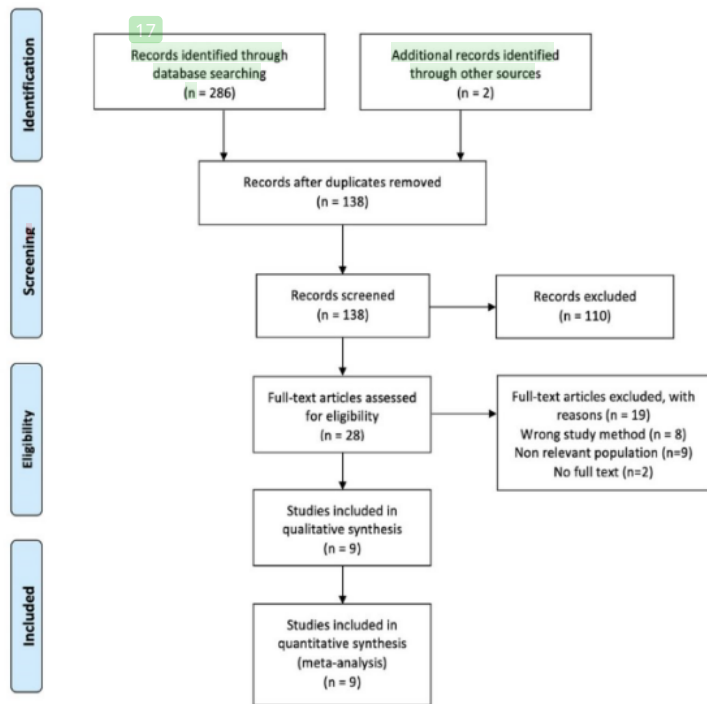 17
Records identified through
database searching
(n = 286)
Additional records identified
through other sources
(n = 2)
Identification
Records after duplicates removed
(n = 138)
Screening
Records screened
(n = 138)
Records excluded
(n = 110)
Full-text articles assessed
for eligibility
(n = 28)
Full-text articles excluded, with
reasons (n = 19)
Wrong study method (n = 8)
Non relevant population (n=9)
No full text (n=2)
Eligibility
Studies included in
qualitative synthesis
(n = 9)
Included
Studies included in
quantitative synthesis
(meta-analysis)
(n = 9)